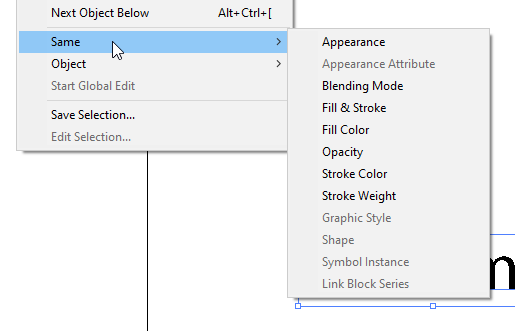 Next Object Below Alt+Ctrl+[
Same
Object
Start Global Edit
Save Selection...
Edit Selection...
Appearance
Appearance Attribute
Blending Mode
Fill & Stroke
Fill Color
Opacity
Stroke Color
Stroke Weight
Graphic Style
Shape
Symbol Instance
Link Block Series